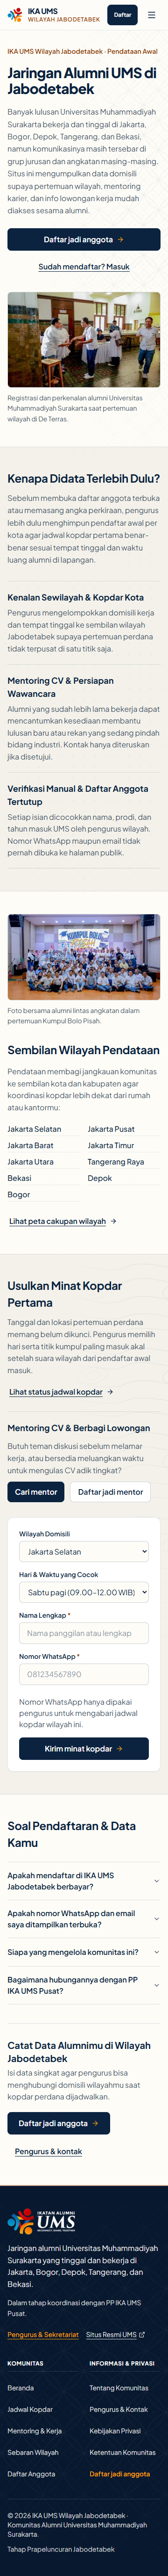 IKA UMS
WILAYAH JABODETABEK
Daftar
IKA UMS Wilayah Jabodetabek · Pendataan Awal
Jaringan Alumni UMS di
Jabodetabek
Banyak lulusan Universitas Muhammadiyah
Surakarta bekerja dan tinggal di Jakarta,
Bogor, Depok, Tangerang, dan Bekasi,
namun komunikasinya masih tersebar di
grup jurusan dan angkatan masing-masing.
Situs ini mengumpulkan data alumni
supaya pertemuan wilayah, mentoring
karier, dan info lowongan kerja lebih
mudah diakses sesama alumni.
Daftar jadi anggota →
Sudah mendaftar? Masuk
Registrasi dan perkenalan alumni Universitas
Muhammadiyah Surakarta saat pertemuan
wilayah di De Terras.
Kenapa Didata Terlebih Dulu?
Sebelum membuka daftar anggota terbuka
atau memasang angka perkiraan, pengurus
lebih dulu menghimpun pendaftar awal per
kota agar jadwal kopdar pertama benar-
benar sesuai tempat tinggal dan waktu
luang alumni di lapangan.
Kenalan Sewilayah & Kopdar Kota
Pengurus mengelompokkan domisili kerja
dan tempat tinggal ke sembilan wilayah
Jabodetabek supaya pertemuan perdana
tidak terpusat di satu titik saja.
Mentoring CV & Persiapan
Wawancara
Alumni yang sudah lebih lama bekerja dapat
mencantumkan kesediaan membantu
lulusan baru atau rekan yang sedang pindah
bidang industri. Kontak hanya diteruskan
jika disetujui.
Verifikasi Manual & Daftar Anggota
Tertutup
Setiap isian dicocokkan nama, prodi, dan
tahun masuk UMS oleh pengurus wilayah.
Nomor WhatsApp maupun email tidak
pernah dibuka ke halaman publik.
Foto bersama alumni lintas angkatan dalam
pertemuan Kumpul Bolo Pisah.
Sembilan Wilayah Pendataan
Pendataan membagi jangkauan komunitas
ke sembilan kota dan kabupaten agar
koordinasi lebih dekat dari rumah dan ruas
kantormu:
Jakarta Selatan
Jakarta Pusat
Jakarta Barat
Jakarta Timur
Jakarta Utara
Tangerang Raya
Bekasi
Depok
Bogor
Lihat peta cakupan wilayah →
Usulkan Minat Kopdar
Pertama
Tanggal dan lokasi pertemuan perdana
memang belum dikunci. Pengurus memilih
hari dan titik kumpul paling masuk akal
setelah suara wilayah dari pendaftar awal
masuk.
Lihat status jadwal kopdar →
Mentoring CV & Berbagi Lowongan
Butuh teman diskusi sebelum melamar
kerja, atau bersedia meluangkan waktu
untuk mengulas CV adik tingkat?
Cari mentor
Daftar jadi mentor
Wilayah Domisili
Jakarta Selatan
Hari & Waktu yang Cocok
Sabtu pagi (09.00–12.00 WIB)
Nama Lengkap *
Nama panggilan atau lengkap
Nomor WhatsApp *
081234567890
Nomor WhatsApp hanya dipakai
pengurus untuk mengabari jadwal
kopdar wilayah ini.
Kirim minat kopdar →
Soal Pendaftaran & Data
Kamu
Apakah mendaftar di IKA UMS
Jabodetabek berbayar?
Apakah nomor WhatsApp dan email
saya ditampilkan terbuka?
Siapa yang mengelola komunitas ini?
Bagaimana hubungannya dengan PP
IKA UMS Pusat?
Catat Data Alumnimu di Wilayah
Jabodetabek
Isi data singkat agar pengurus bisa
menghubungi domisili wilayahmu saat
kopdar perdana dijadwalkan.
Daftar jadi anggota →
Pengurus & kontak
IKATAN ALUMNI
UMS
Jaringan alumni Universitas Muhammadiyah
Surakarta yang tinggal dan bekerja di
Jakarta, Bogor, Depok, Tangerang, dan
Bekasi.
Dalam tahap koordinasi dengan PP IKA UMS
Pusat.
Pengurus & Sekretariat
Situs Resmi UMS
KOMUNITAS
INFORMASI & PRIVASI
Beranda
Tentang Komunitas
Jadwal Kopdar
Pengurus & Kontak
Mentoring & Kerja
Kebijakan Privasi
Sebaran Wilayah
Ketentuan Komunitas
Daftar Anggota
Daftar jadi anggota
© 2026 IKA UMS Wilayah Jabodetabek ·
Komunitas Alumni Universitas Muhammadiyah
Surakarta.
Tahap Prapeluncuran Jabodetabek